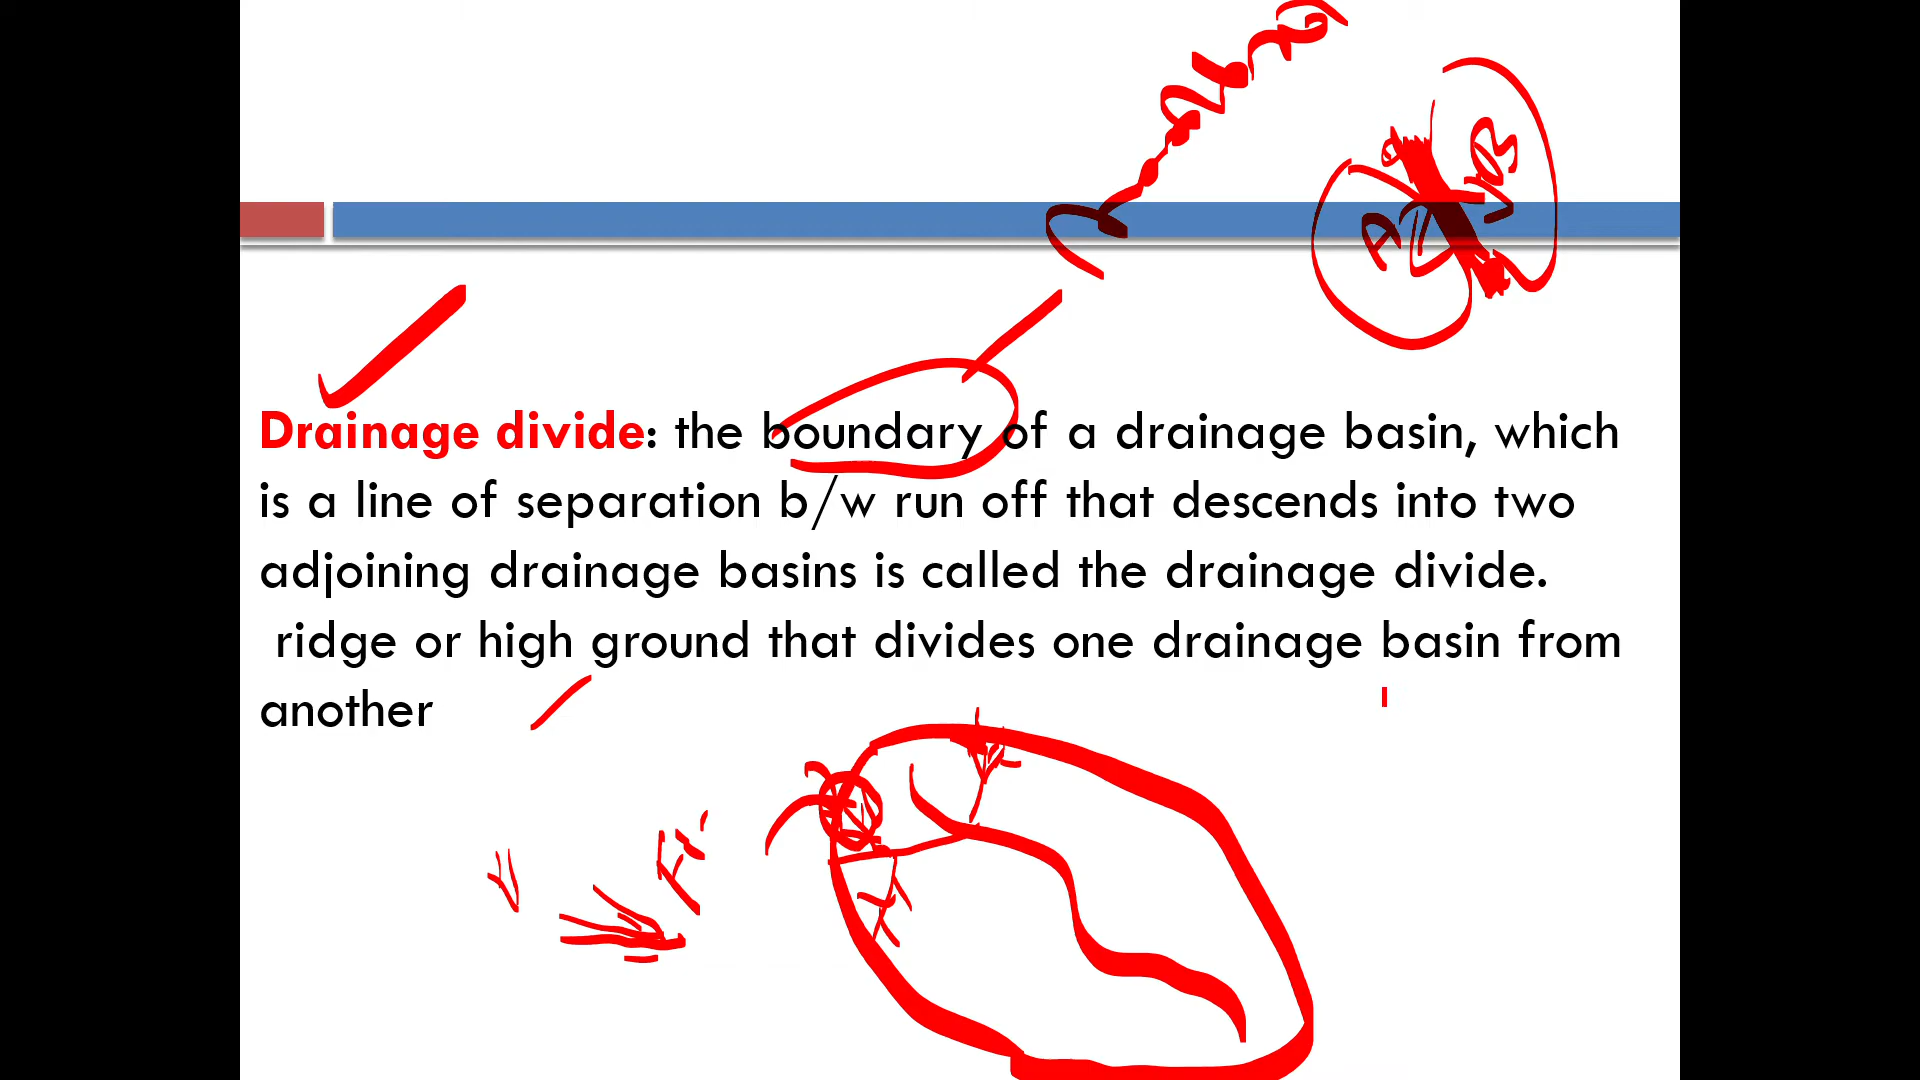 Drainage divide: the boundary of a drainage basin, which
is a line of separation b/w run off that descends into two
adjoining drainage basins is called the drainage divide.
ridge or high ground that divides one drainage basin from
another